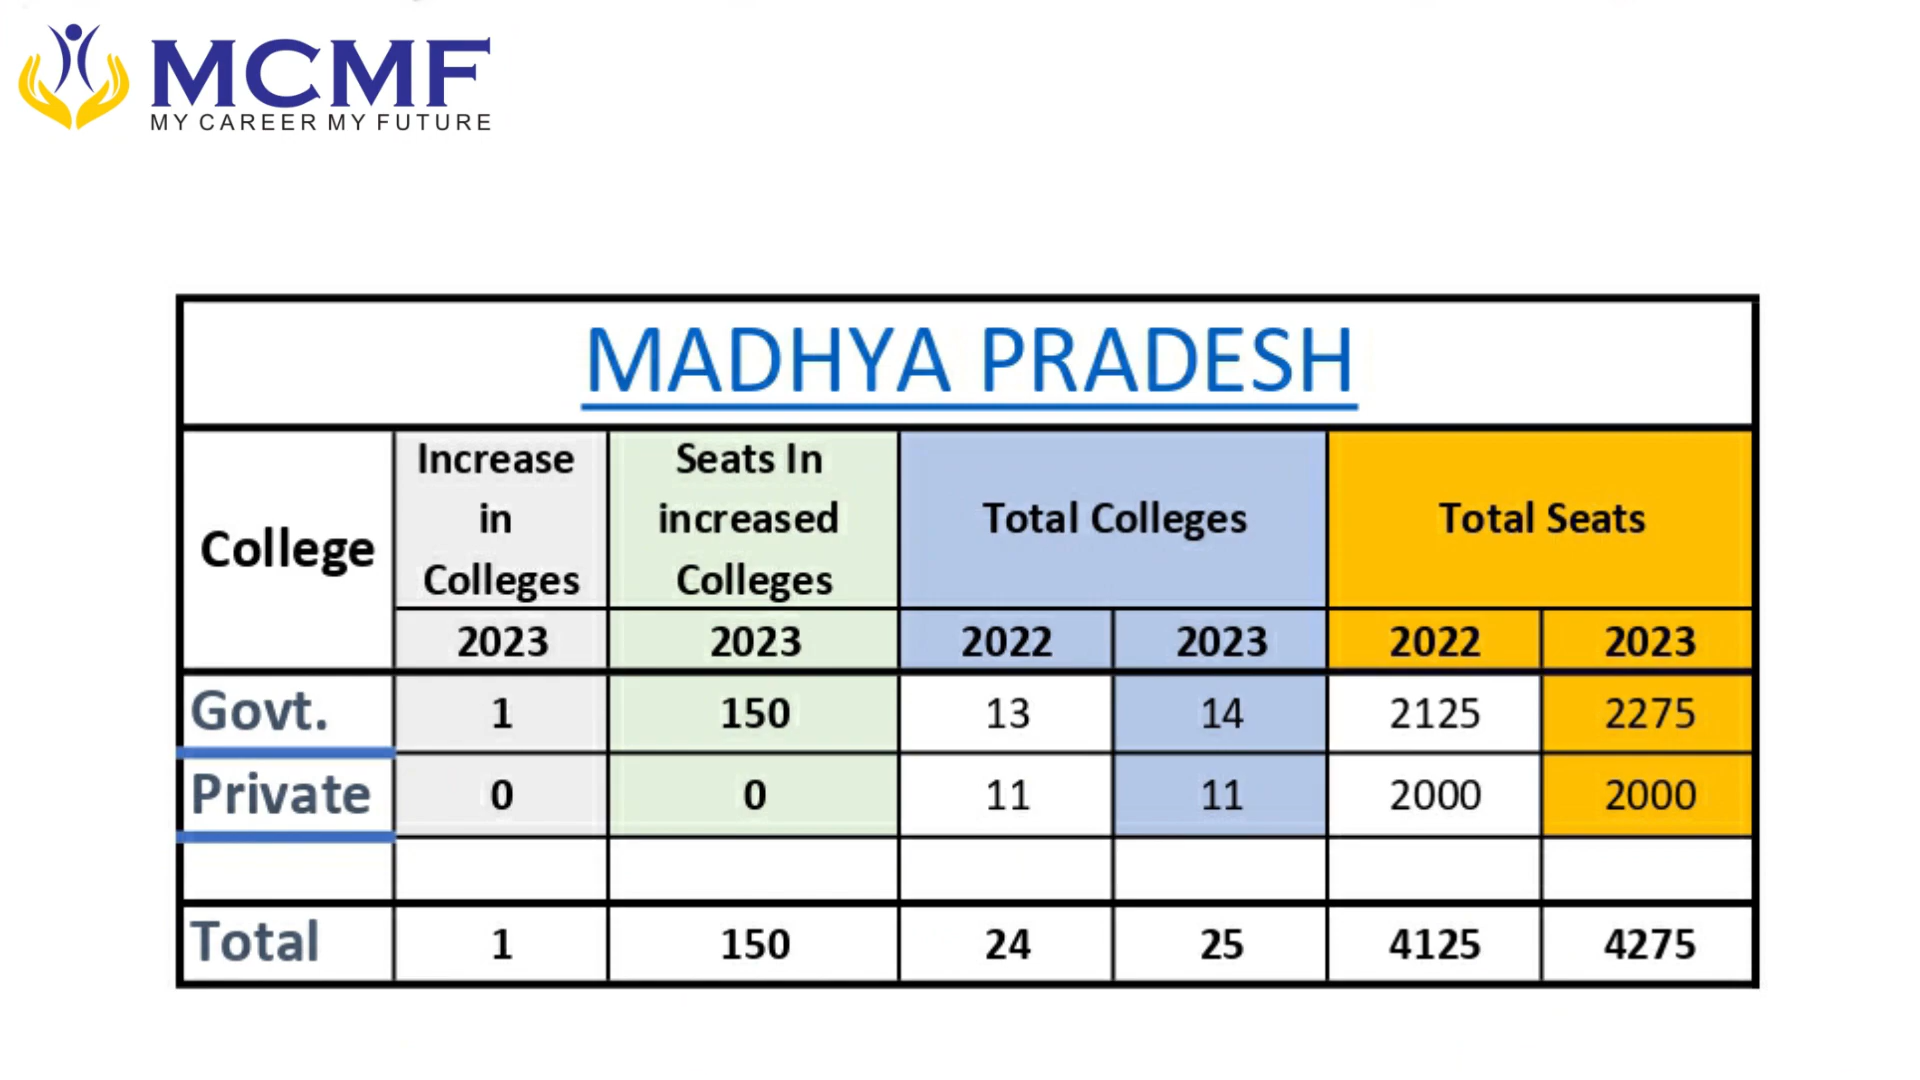 MCMF
MY CAREER MY FUTURE
MADHYA PRADESH
College
Increase in Colleges
Seats In increased Colleges
Total Colleges
Total Seats
2023 2023 2022 2023 2022 2023
Govt. 1 150 13 14 2125 2275
Private 0 0 11 11 2000 2000
Total 1 150 24 25 4125 4275